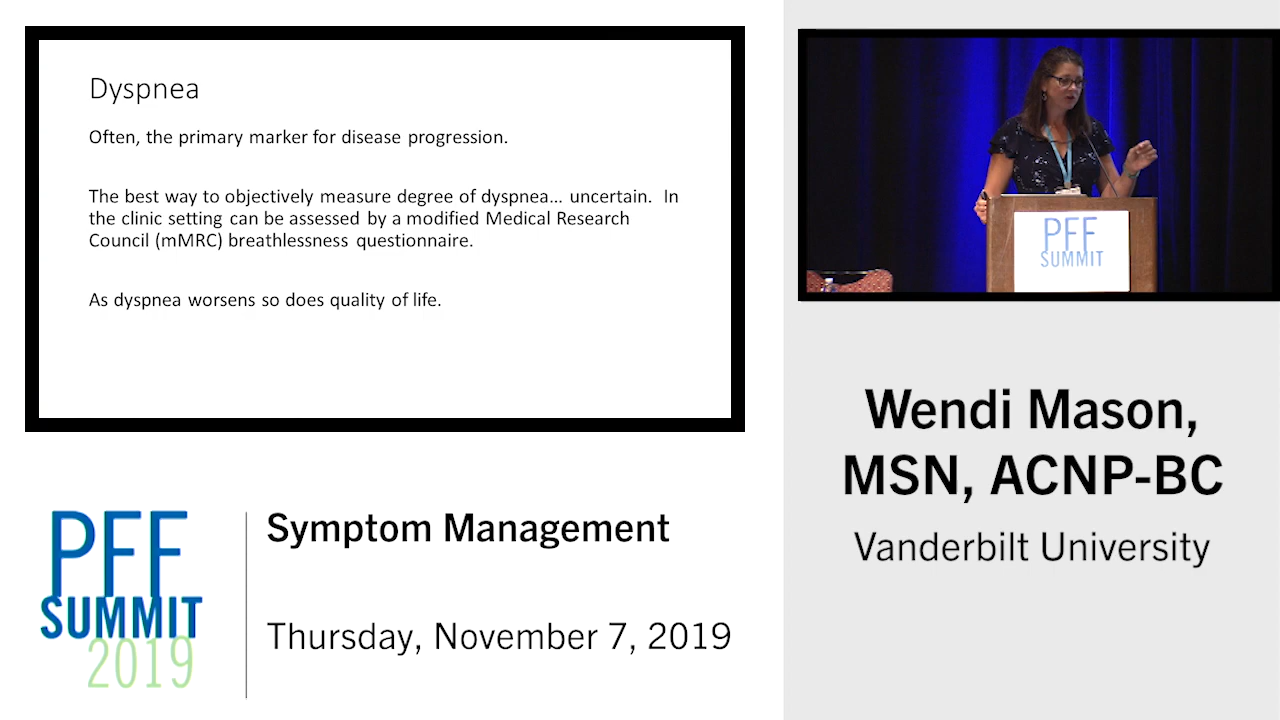 Dyspnea
Often, the primary marker for disease progression.
The best way to objectively measure degree of dyspnea... uncertain.  In
the clinic setting can be assessed by a modified Medical Research
Council (mMRC) breathlessness questionnaire.
As dyspnea worsens so does quality of life.
PFF
SUMMIT
Wendi Mason,
MSN, ACNP-BC
Vanderbilt University
PFF
SUMMIT
2019
Symptom Management
Thursday, November 7, 2019